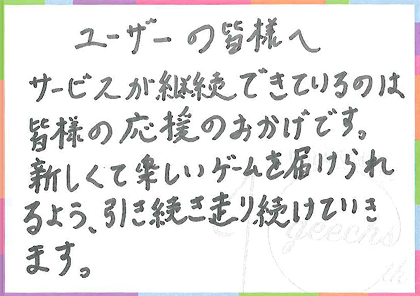 ユーザーの皆様へ
サービスが継続できているのは
皆様の応援のおかげです。
新しくて楽しいゲームを届けられ
るよう、引き続き走り続けていき
ます。
geechs
th